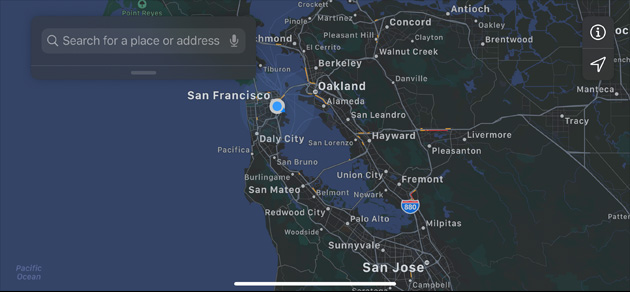 Point Reyes
Crockett
Antioch
Pinole
Martinez
Concord
Oakley
Search for a place or address
Pleasant Hill
Clayton
Brentwood
El Cerrito
Walnut Creek
Berkeley
Tiburon
Danville
Oakland
Manteca
San Francisco
Alameda
San Leandro
Tracy
Daly City
San Lorenzo
Hayward
Livermore
Pacifica
Pleasanton
San Bruno
Burlingame
Union City
Fremont
San Mateo
Belmont
Newark
880
Redwood City
Palo Alto
Milpitas
Woodside
Sunnyvale
Pacific
Ocean
San Jose
Campbell